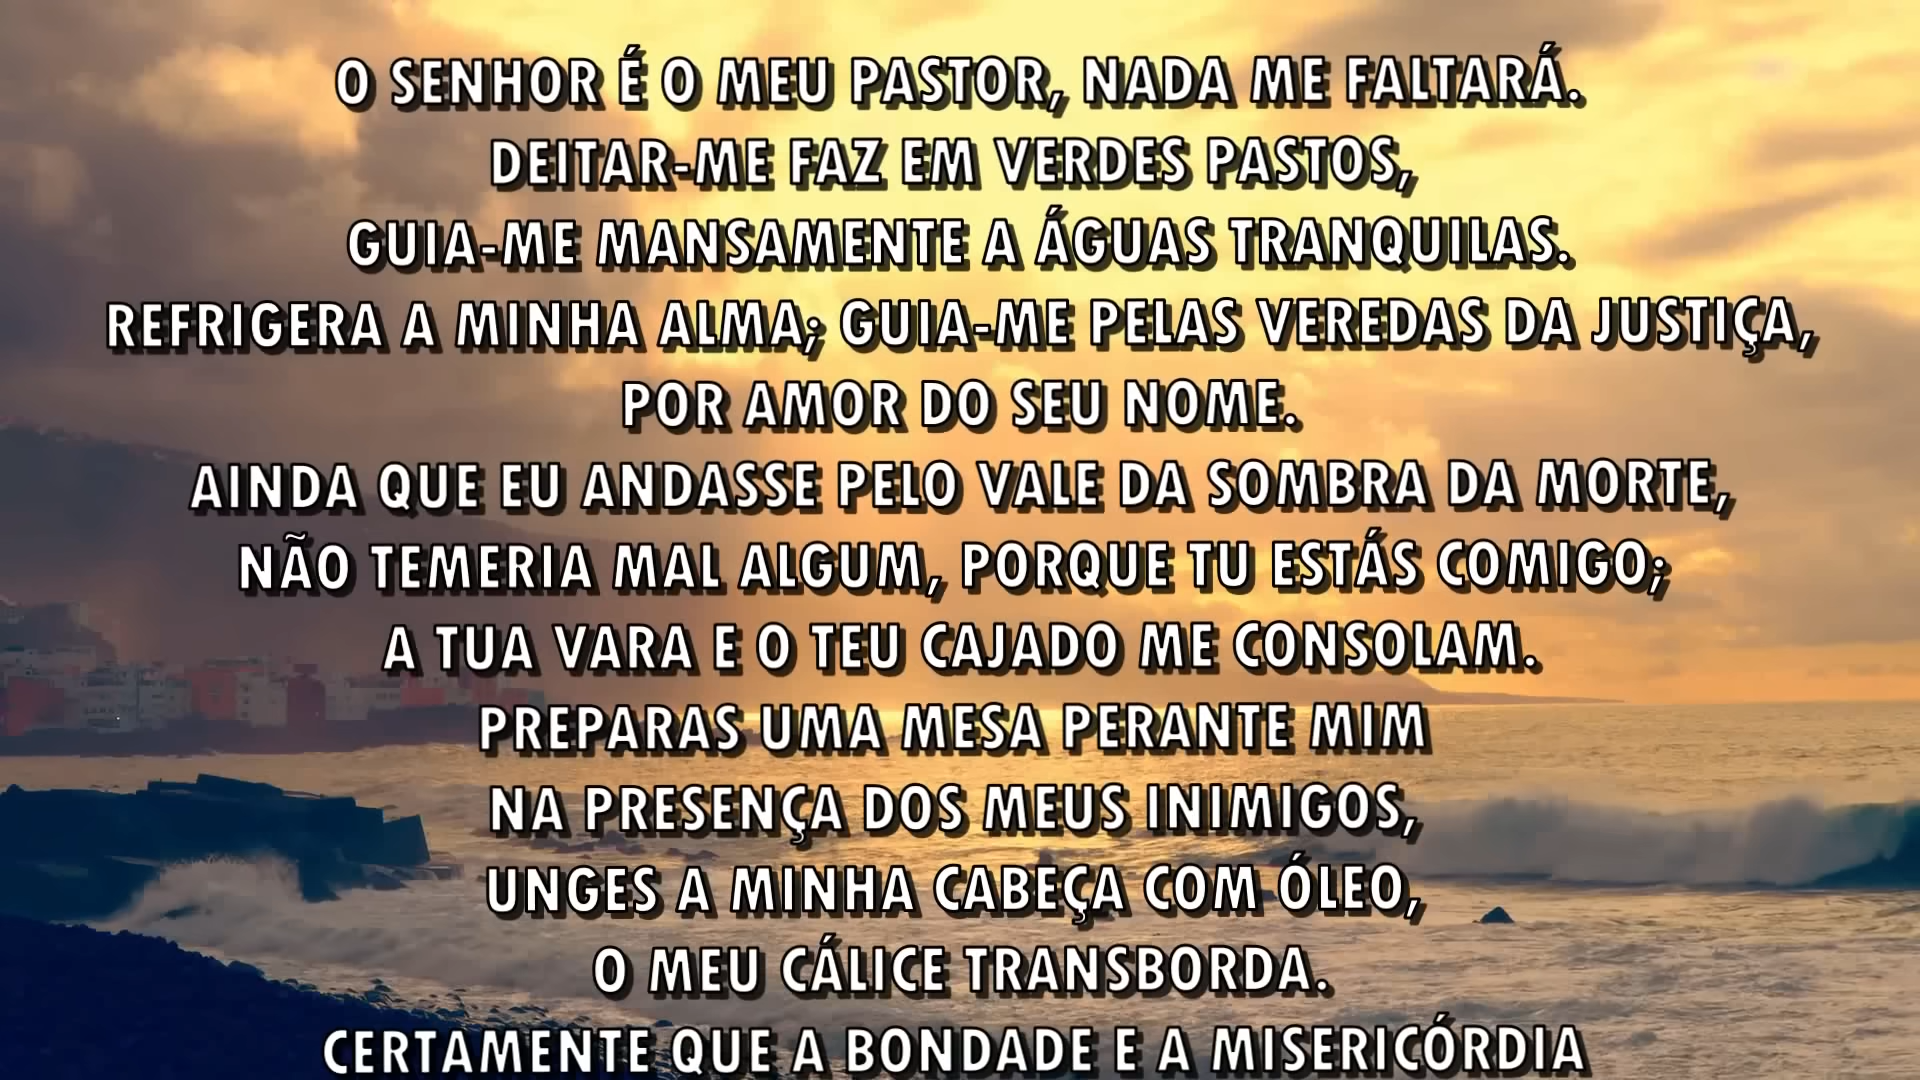 O SENHOR É O MEU PASTOR, NADA ME FALTARÁ.
DEITAR-ME FAZ EM VERDES PASTOS,
GUIA-ME MANSAMENTE A ÁGUAS TRANQUILAS.
REFRIGERA A MINHA ALMA; GUIA-ME PELAS VEREDAS DA JUSTIÇA,
POR AMOR DO SEU NOME.
AINDA QUE EU ANDASSE PELO VALE DA SOMBRA DA MORTE,
NÃO TEMERIA MAL ALGUM, PORQUE TU ESTÁS COMIGO;
A TUA VARA E O TEU CAJADO ME CONSOLAM.
PREPARAS UMA MESA PERANTE MIM
NA PRESENÇA DOS MEUS INIMIGOS,
UNGES A MINHA CABEÇA COM ÓLEO,
O MEU CÁLICE TRANSBORDA.
CERTAMENTE QUE A BONDADE E A MISERICÓRDIA